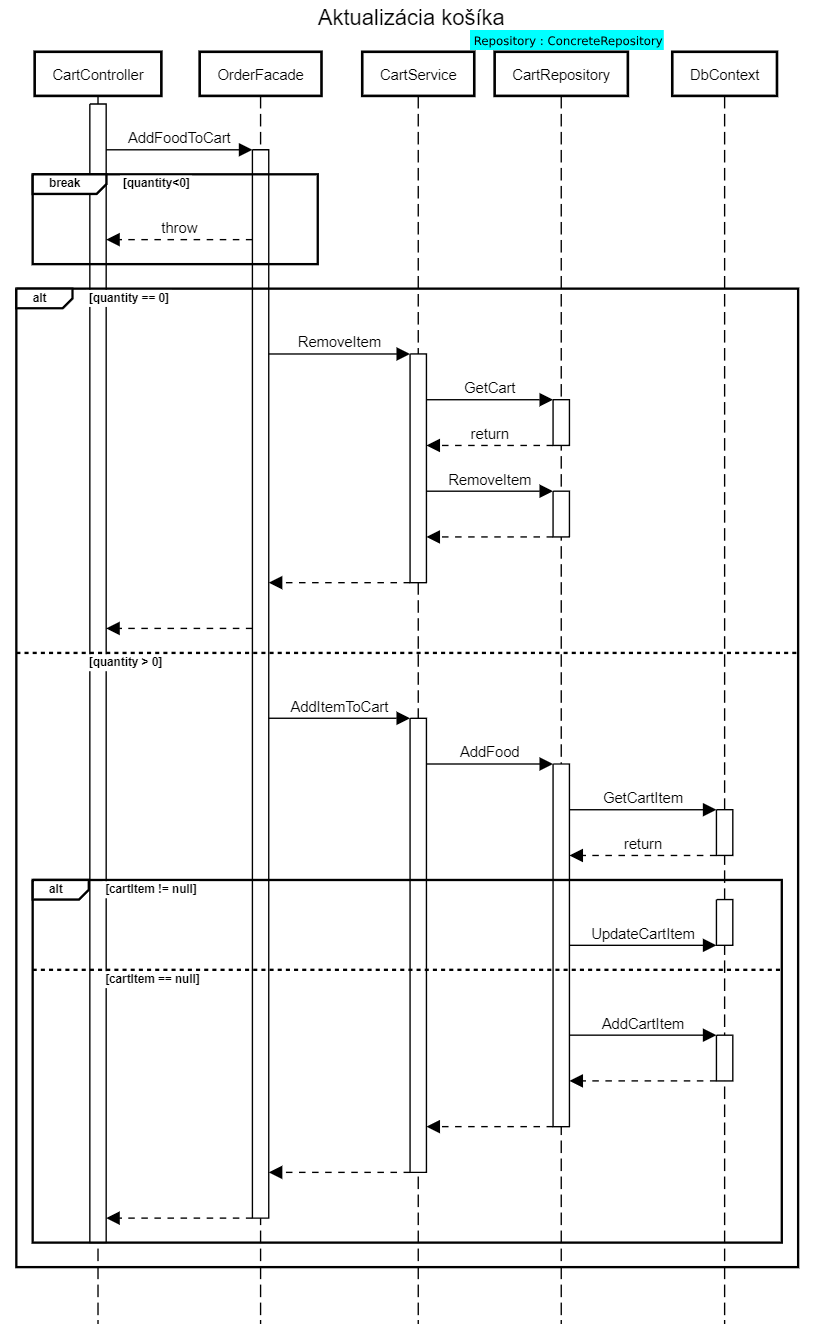 Aktualizácia košíka
Repository : ConcreteRepository
CartController
OrderFacade
CartService
CartRepository
DbContext
AddFoodToCart
break
[quantity<0]
throw
alt
[quantity == 0]
RemoveItem
GetCart
return
RemoveItem
[quantity > 0]
AddItemToCart
AddFood
GetCartItem
return
alt
[cartItem != null]
UpdateCartItem
[cartItem == null]
AddCartItem